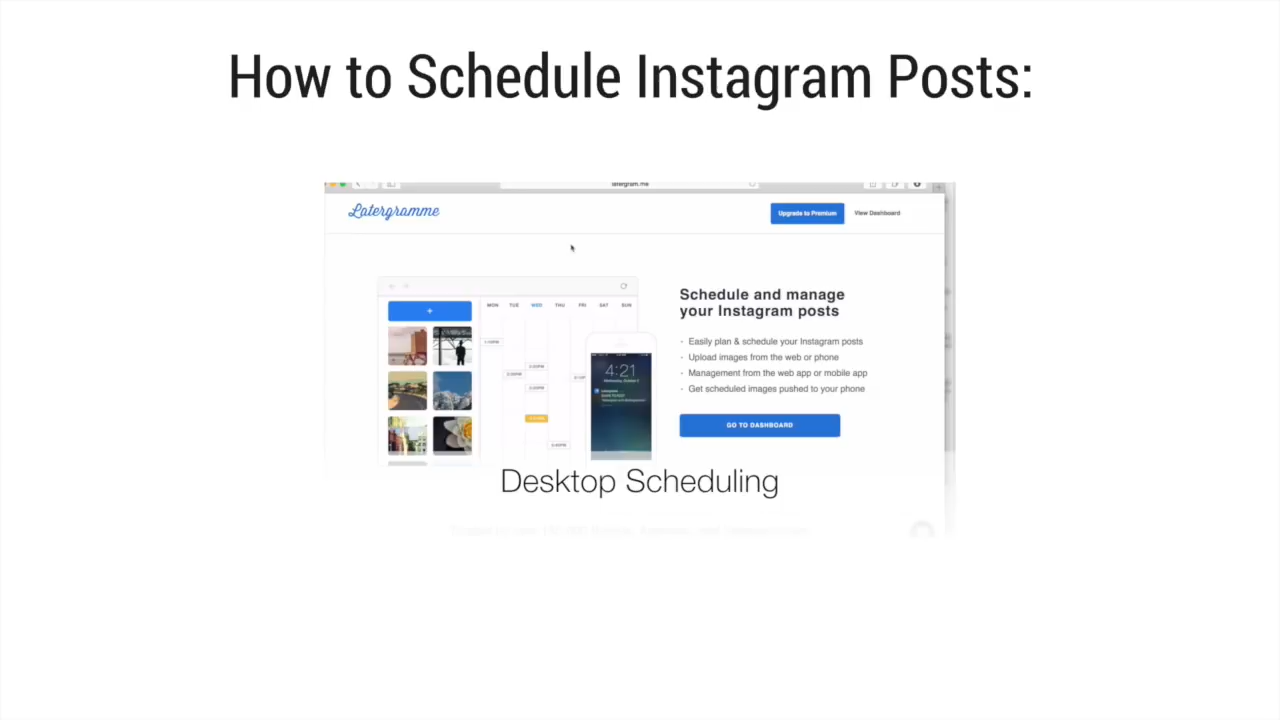 How to Schedule Instagram Posts:
latergram.me
Latergramme
Upgrade to Premium
View Dashboard
+
MON TUE WED THU FRI SAT SUN
Schedule and manage
your Instagram posts
· Easily plan & schedule your Instagram posts
· Upload images from the web or phone
· Management from the web app or mobile app
· Get scheduled images pushed to your phone
4:21
GO TO DASHBOARD
Desktop Scheduling